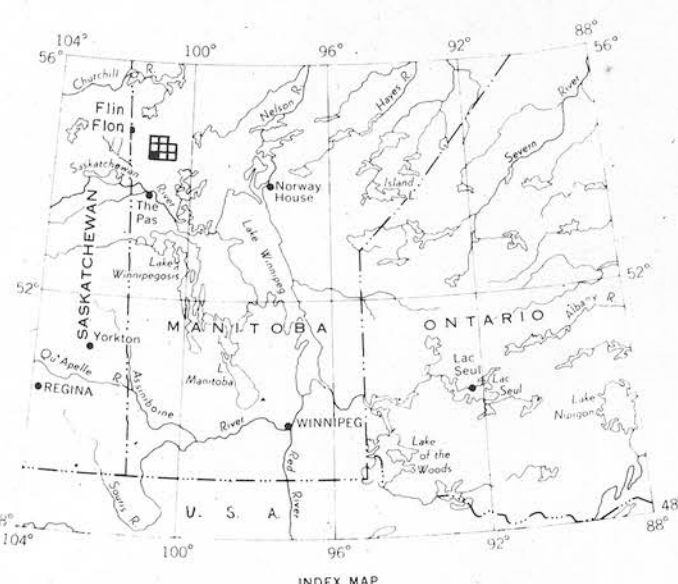 104°
100°
96°
92°
88°
56°
56°
Churchill R.
Flin
Flon
Nelson R.
Hayes R.
Severn River
Saskatchewan River
The
Pas
Norway
House
Island
L.
SASKATCHEWAN
Lake
Winnipegosis
Lake Winnipeg
52°
52°
MANITOBA
ONTARIO
Albany R.
Yorkton
L.
Manitoba
Lac
Seul
Lac
Seul
Qu'Apelle R.
REGINA
Assiniboine River
WINNIPEG
Lake
Nipigon
Lake
of the
Woods
Red River
Souris R.
U. S. A.
8°
48
104°
100°
96°
92°
88°
INDEX MAP